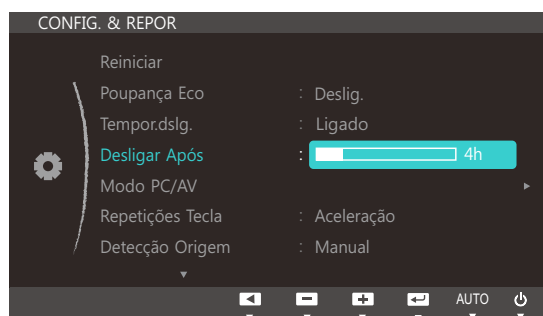 CONFIG. & REPOR
Reiniciar
Poupança Eco : Deslig.
Tempor.dslg. : Ligado
Desligar Após : 4h
Modo PC/AV
Repetições Tecla : Aceleração
Detecção Origem : Manual
AUTO